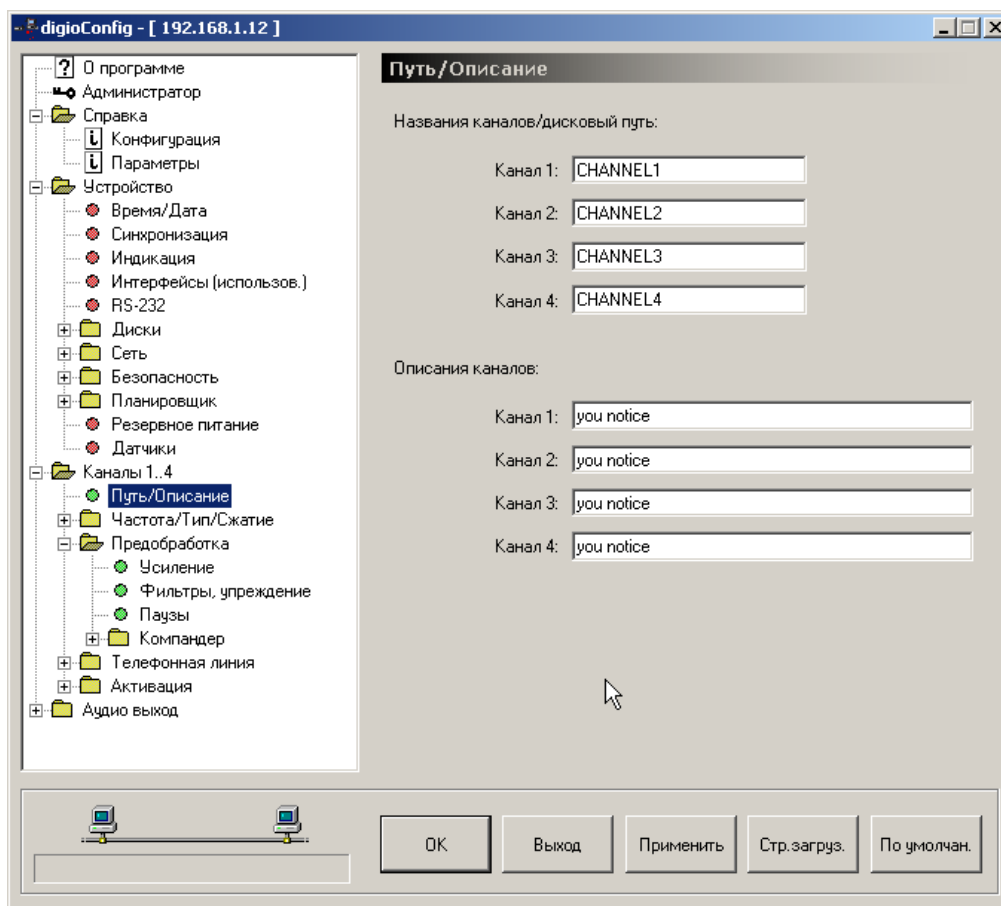 digioConfig - [ 192.168.1.12 ]
О программе
Администратор
Справка
Конфигурация
Параметры
Устройство
Время/Дата
Синхронизация
Индикация
Интерфейсы (использов.)
RS-232
Диски
Сеть
Безопасность
Планировщик
Резервное питание
Датчики
Каналы 1..4
Путь/Описание
Частота/Тип/Сжатие
Предобработка
Усиление
Фильтры, упреждение
Паузы
Компандер
Телефонная линия
Активация
Аудио выход
Путь/Описание
Названия каналов/дисковый путь:
Канал 1: CHANNEL1
Канал 2: CHANNEL2
Канал 3: CHANNEL3
Канал 4: CHANNEL4
Описания каналов:
Канал 1: you notice
Канал 2: you notice
Канал 3: you notice
Канал 4: you notice
OK
Выход
Применить
Стр.загруз.
По умолчан.